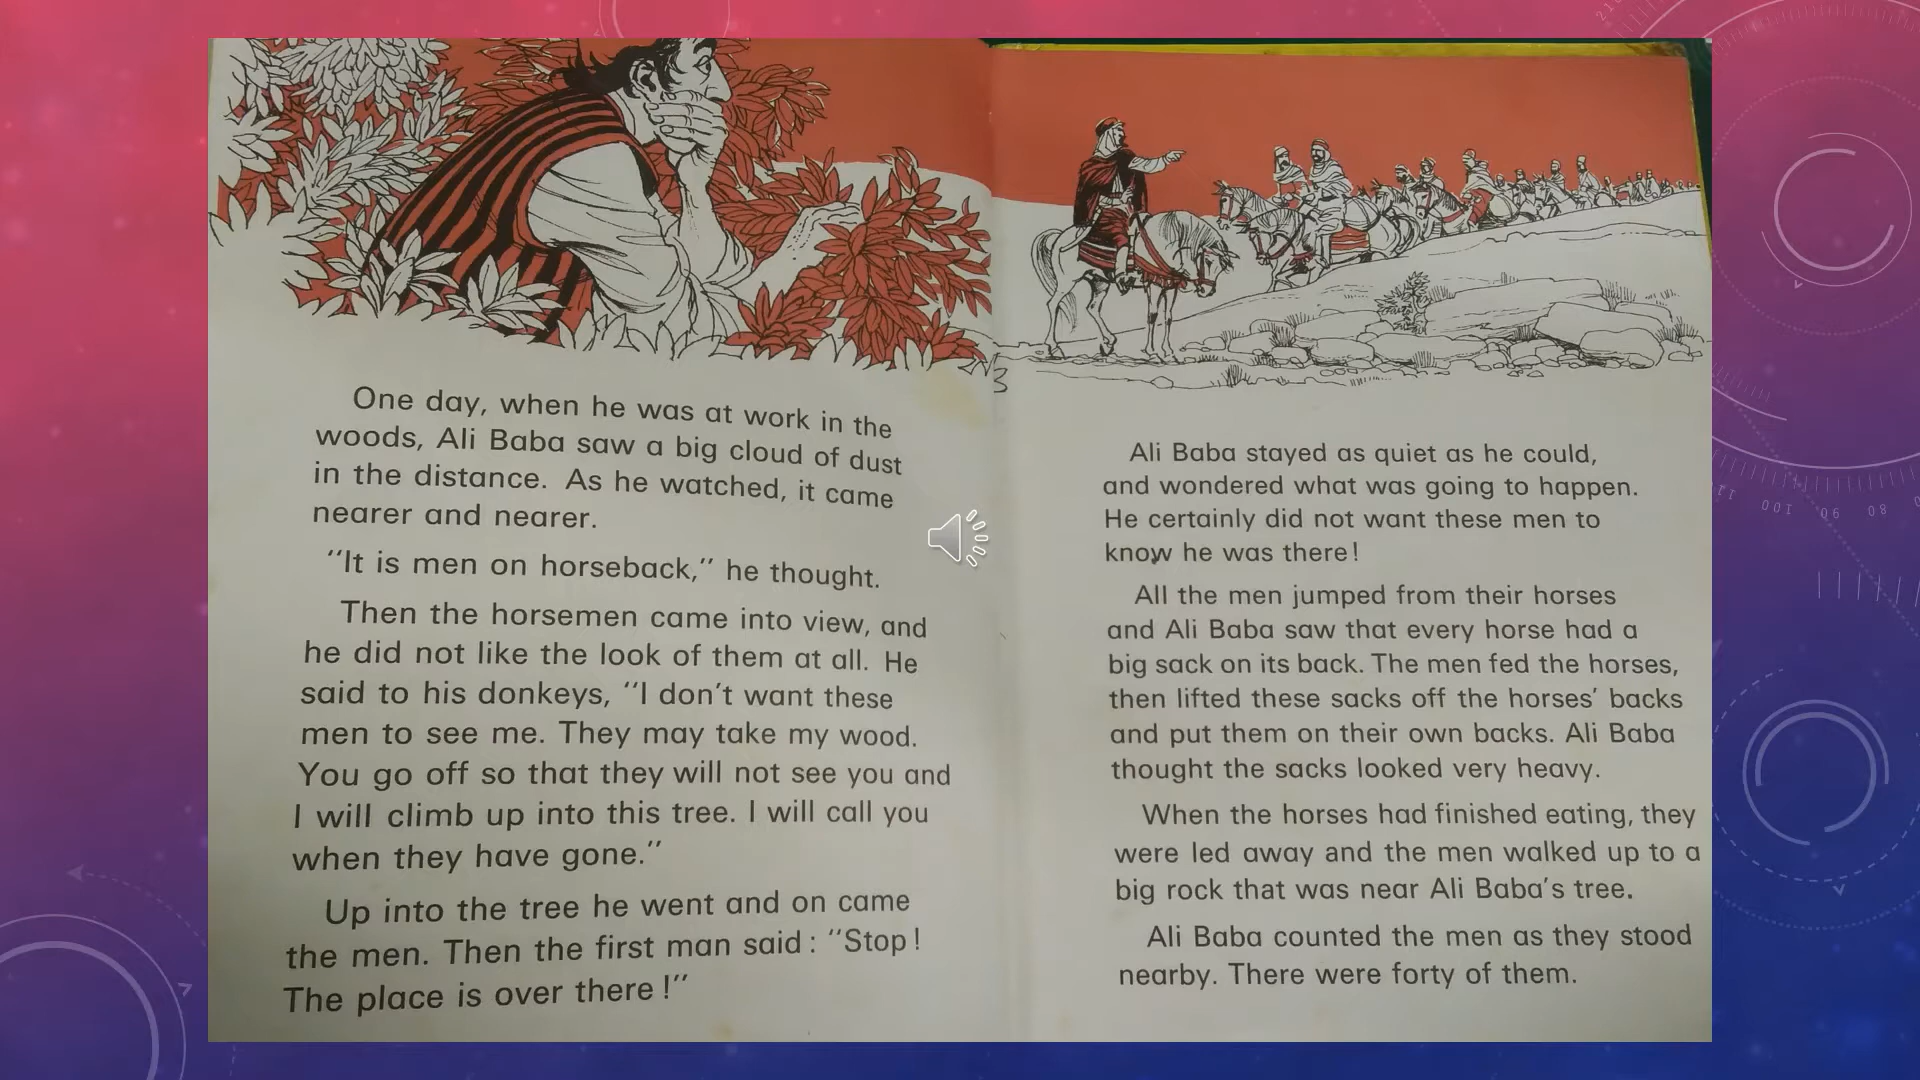 One day, when he was at work in the
woods, Ali Baba saw a big cloud of dust
in the distance. As he watched, it came
nearer and nearer.
"It is men on horseback," he thought.
Then the horsemen came into view, and
he did not like the look of them at all. He
said to his donkeys, "I don't want these
men to see me. They may take my wood.
You go off so that they will not see you and
I will climb up into this tree. I will call you
when they have gone."
Up into the tree he went and on came
the men. Then the first man said: "Stop!
The place is over there!"
3
Ali Baba stayed as quiet as he could,
and wondered what was going to happen.
He certainly did not want these men to
know he was there!
All the men jumped from their horses
and Ali Baba saw that every horse had a
big sack on its back. The men fed the horses,
then lifted these sacks off the horses' backs
and put them on their own backs. Ali Baba
thought the sacks looked very heavy.
When the horses had finished eating, they
were led away and the men walked up to a
big rock that was near Ali Baba's tree.
Ali Baba counted the men as they stood
nearby. There were forty of them.